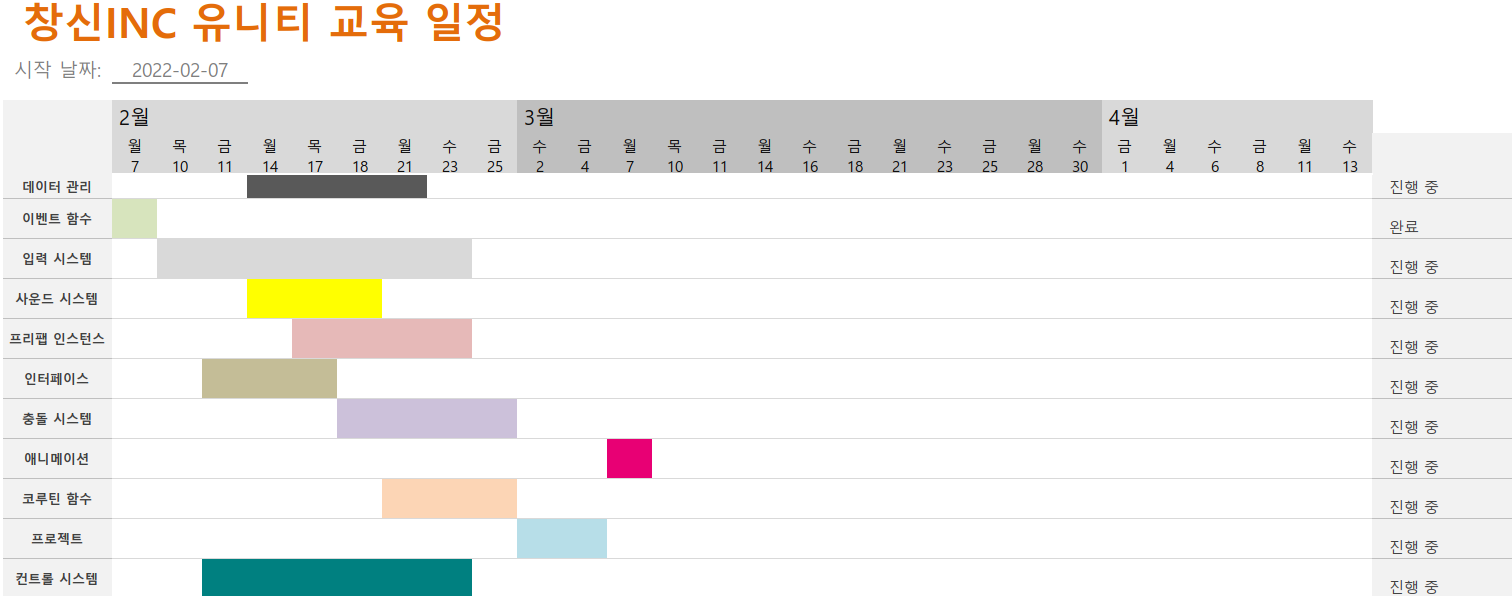 창신INC 유니티 교육 일정
시작 날짜: 2022-02-07
2월 3월 4월
월 목 금 월 목 금 월 수 금 수 금 월 목 금 월 수 금 월 수 금 월 수 금 월 수 금 월 수
7 10 11 14 17 18 21 23 25 2 4 7 10 11 14 16 18 21 23 25 28 30 1 4 6 8 11 13
데이터 관리 진행 중
이벤트 함수 완료
입력 시스템 진행 중
사운드 시스템 진행 중
프리팹 인스턴스 진행 중
인터페이스 진행 중
충돌 시스템 진행 중
애니메이션 진행 중
코루틴 함수 진행 중
프로젝트 진행 중
컨트롤 시스템 진행 중